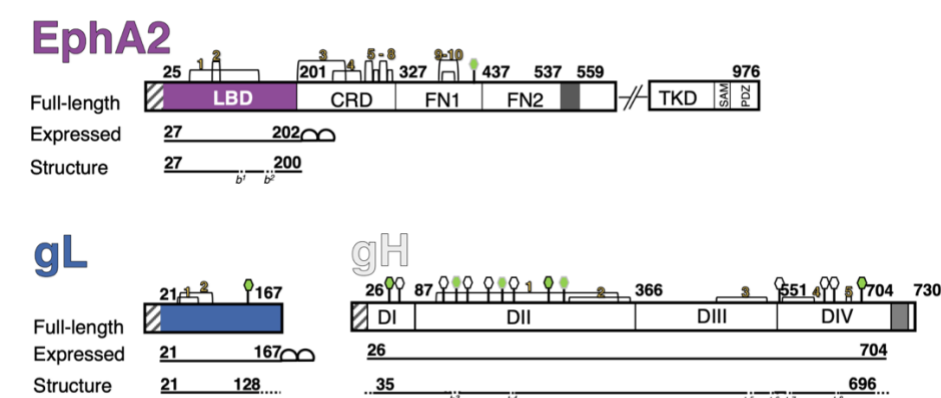 EphA2
1 2 3 4 5 - 8 9-10
25 201 327 437 537 559 976
Full-length LBD CRD FN1 FN2 TKD SAM PDZ
Expressed 27 202
Structure 27 200
b¹ b²
gL gH
21 1 2 167 26 87 1 2 366 3 551 4 5 704 730
Full-length DI DII DIII DIV
Expressed 21 167 26 704
Structure 21 128 35 696